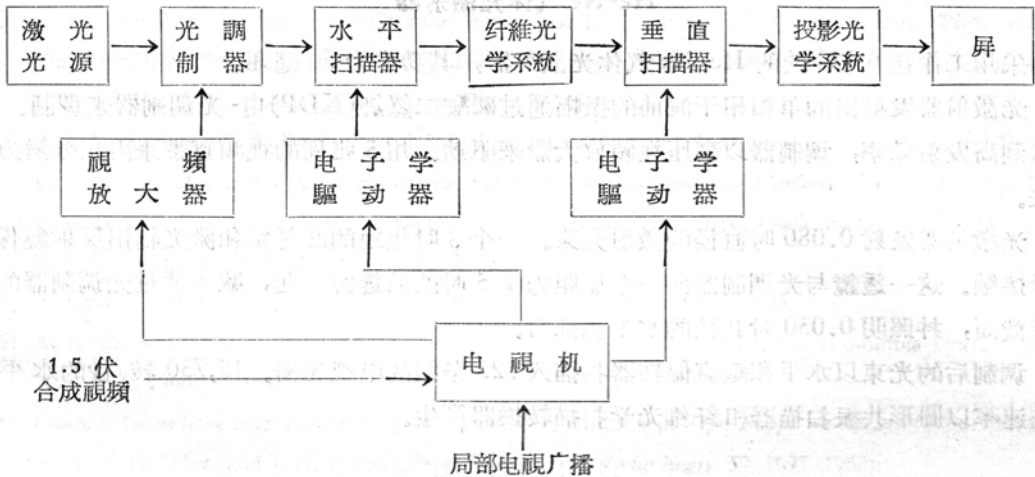 激光
光源
光調
制器
水平
扫描器
纤維光
学系統
垂直
扫描器
投影光
学系統
屛
視頻
放大器
电子学
驅动器
电子学
驅动器
电視机
1.5 伏
合成視頻
局部电視广播